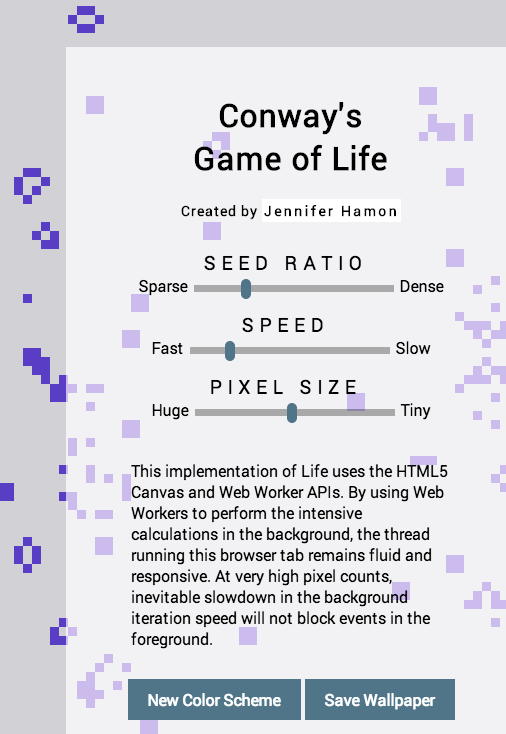 Conway's
Game of Life
Created by Jennifer Hamon
SEED RATIO
Sparse Dense
SPEED
Fast Slow
PIXEL SIZE
Huge Tiny
This implementation of Life uses the HTML5
Canvas and Web Worker APIs. By using Web
Workers to perform the intensive
calculations in the background, the thread
running this browser tab remains fluid and
responsive. At very high pixel counts,
inevitable slowdown in the background
iteration speed will not block events in the
foreground.
New Color Scheme Save Wallpaper